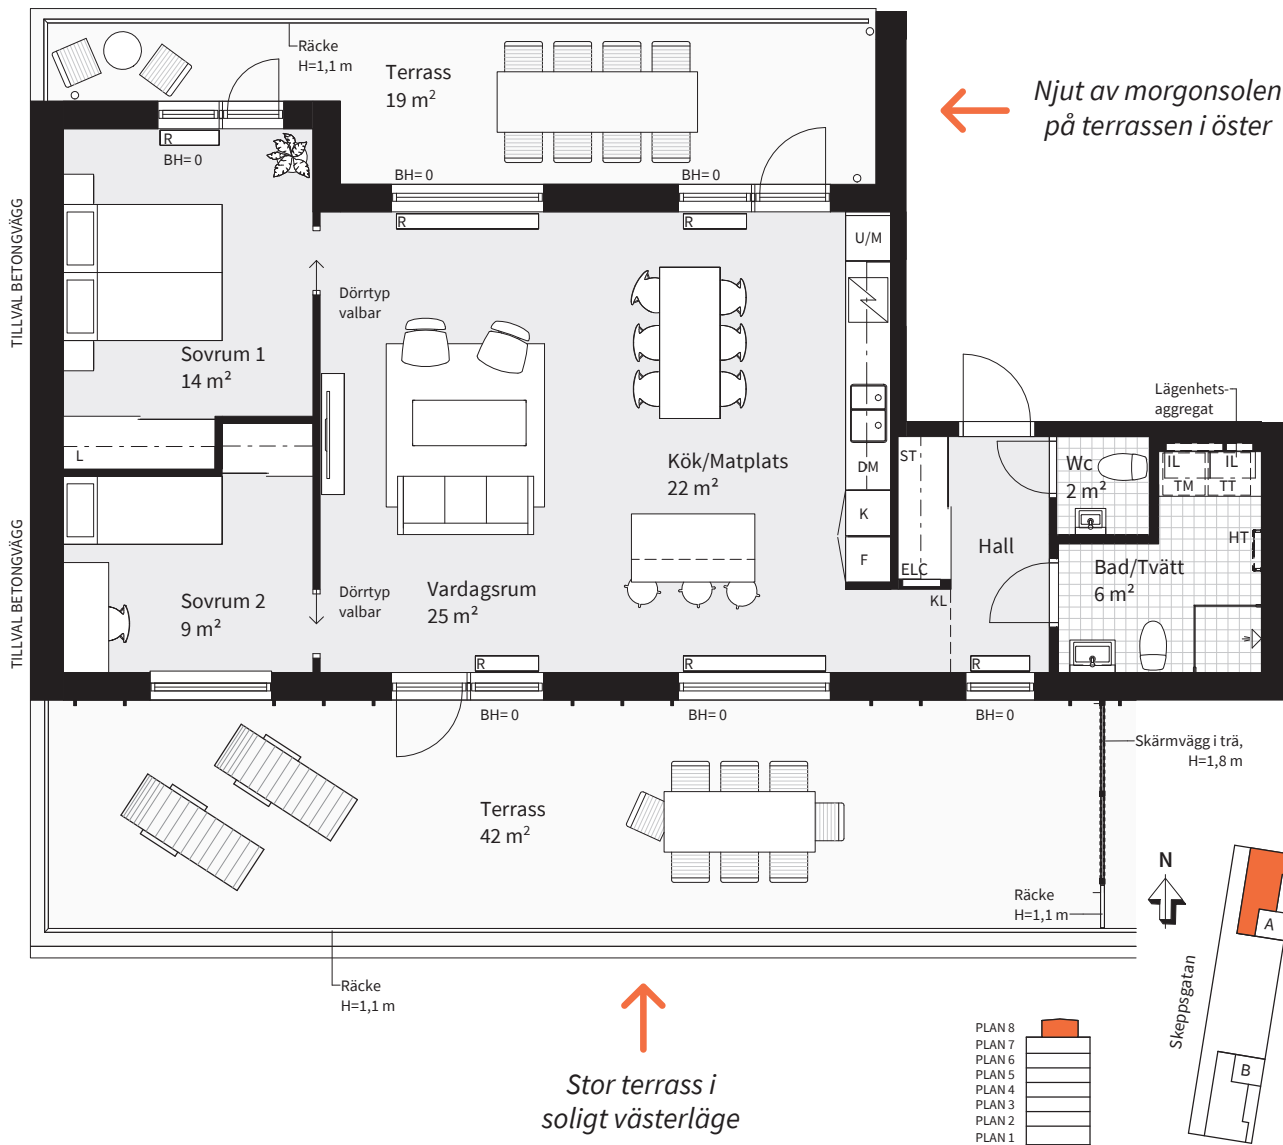 Räcke
H=1,1 m
Terrass
19 m²
Njut av morgonsolen
på terrassen i öster
R
BH= 0
BH= 0
BH= 0
R
R
U/M
TILLVAL BETONGVÄGG
Dörrtyp
valbar
Sovrum 1
14 m²
Lägenhets-
aggregat
L
Kök/Matplats
22 m²
DM
ST
Wc
2 m²
IL
IL
TM
TT
K
HT
F
ELC
Hall
Bad/Tvätt
6 m²
TILLVAL BETONGVÄGG
Sovrum 2
9 m²
Dörrtyp
valbar
Vardagsrum
25 m²
KL
R
R
R
BH= 0
BH= 0
BH= 0
Skärmvägg i trä,
H=1,8 m
Terrass
42 m²
N
Räcke
H=1,1 m
A
Räcke
H=1,1 m
Skeppsgatan
B
Stor terrass i
soligt västerläge
PLAN 8
PLAN 7
PLAN 6
PLAN 5
PLAN 4
PLAN 3
PLAN 2
PLAN 1